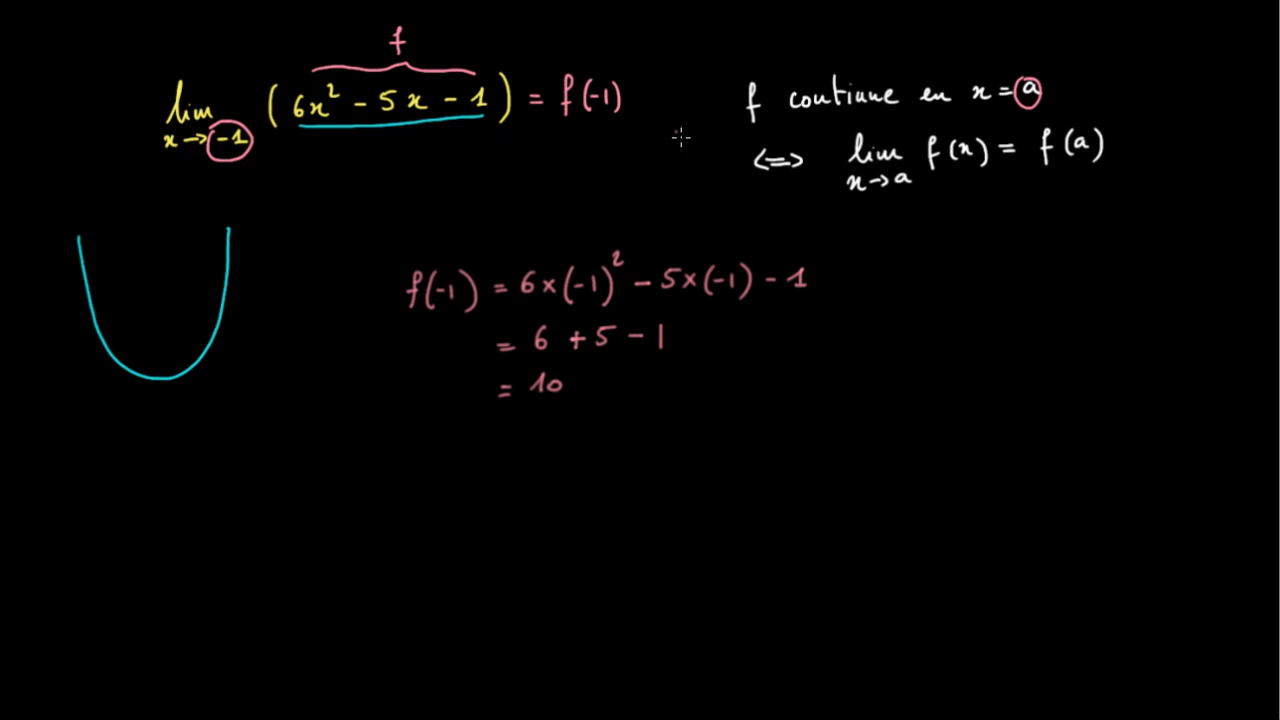 f
lim x→-1 (6x² - 5x - 1) = f(-1)
f continue en x = a
<=> lim x→a f(x) = f(a)
f(-1) = 6×(-1)² - 5×(-1) - 1
= 6 + 5 - 1
= 10